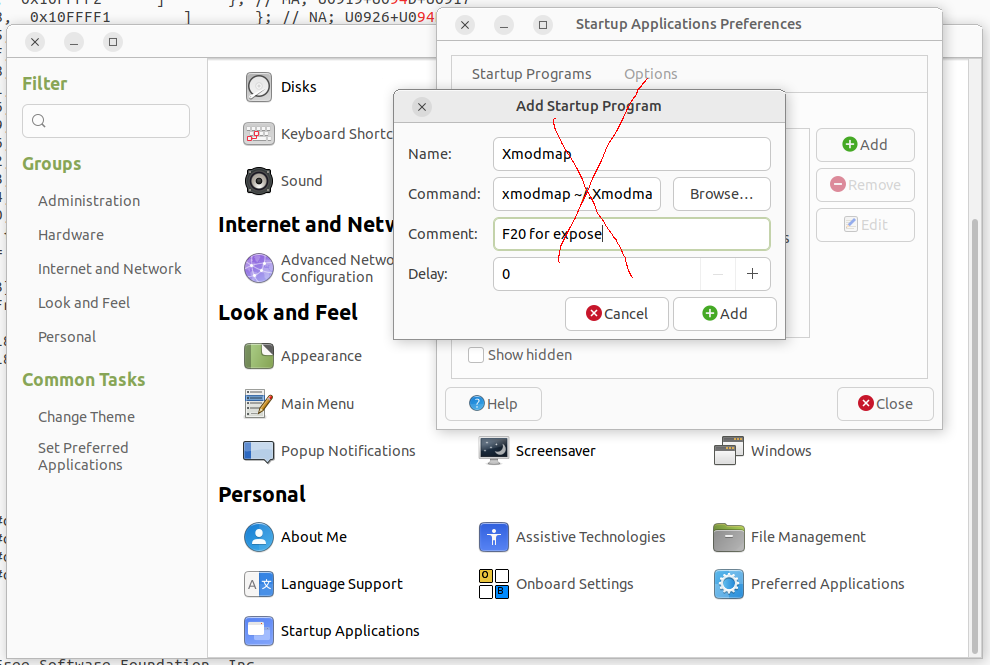 0x10FFFF1 ] }; // NA; U0926+U094
Startup Applications Preferences
Startup Programs Options
Add Startup Program
Name: Xmodmap
Command: xmodmap ~/.Xmodma Browse...
Comment: F20 for expose
Delay: 0
Cancel Add
Add
Remove
Edit
Show hidden
Help Close
Filter
Groups
Administration
Hardware
Internet and Network
Look and Feel
Personal
Common Tasks
Change Theme
Set Preferred
Applications
Disks
Keyboard Shortc
Sound
Internet and Netw
Advanced Netwo
Configuration
Look and Feel
Appearance
Main Menu
Popup Notifications Screensaver Windows
Personal
About Me Assistive Technologies File Management
Language Support Onboard Settings Preferred Applications
Startup Applications
Free Software Foundation, Inc